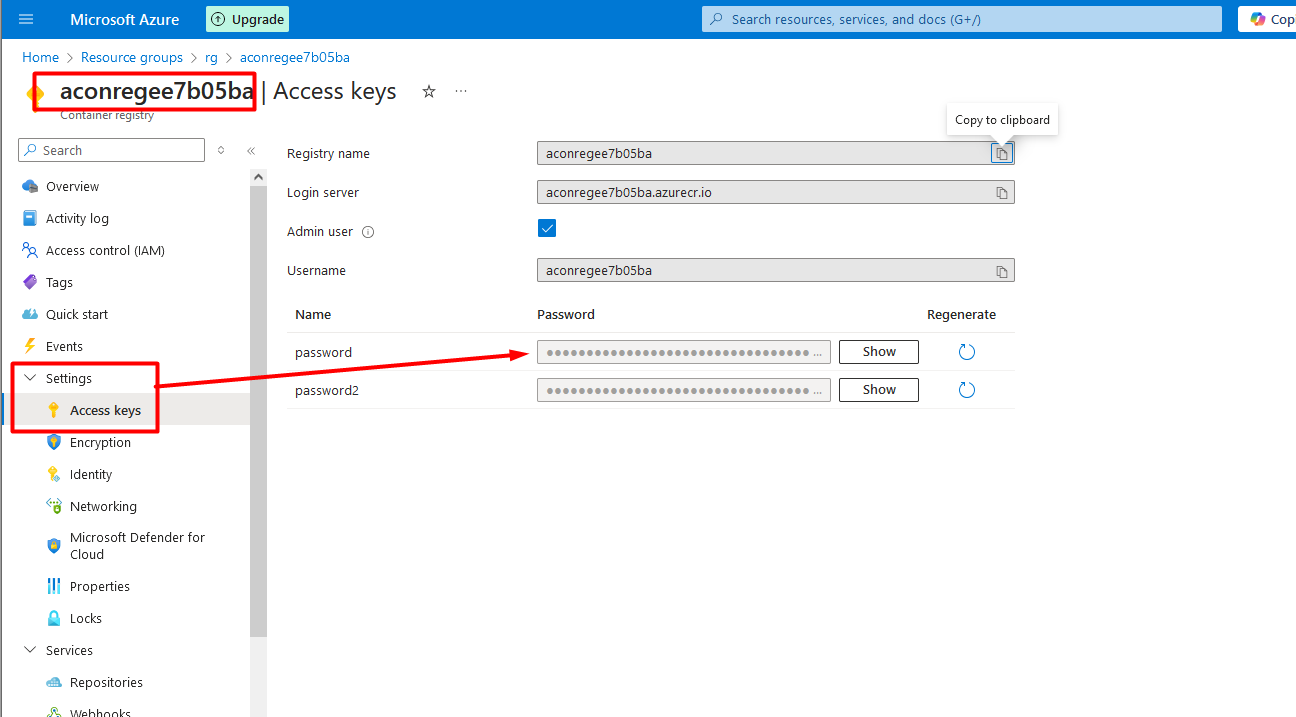 Microsoft Azure
Upgrade
Search resources, services, and docs (G+/)
Copi
Home > Resource groups > rg > aconregee7b05ba
aconregee7b05ba | Access keys
Container registry
Copy to clipboard
Search
Overview
Activity log
Access control (IAM)
Tags
Quick start
Events
Settings
Access keys
Encryption
Identity
Networking
Microsoft Defender for
Cloud
Properties
Locks
Services
Repositories
Webhooks
Registry name aconregee7b05ba
Login server aconregee7b05ba.azurecr.io
Admin user
Username aconregee7b05ba
Name Password Regenerate
password Show
password2 Show